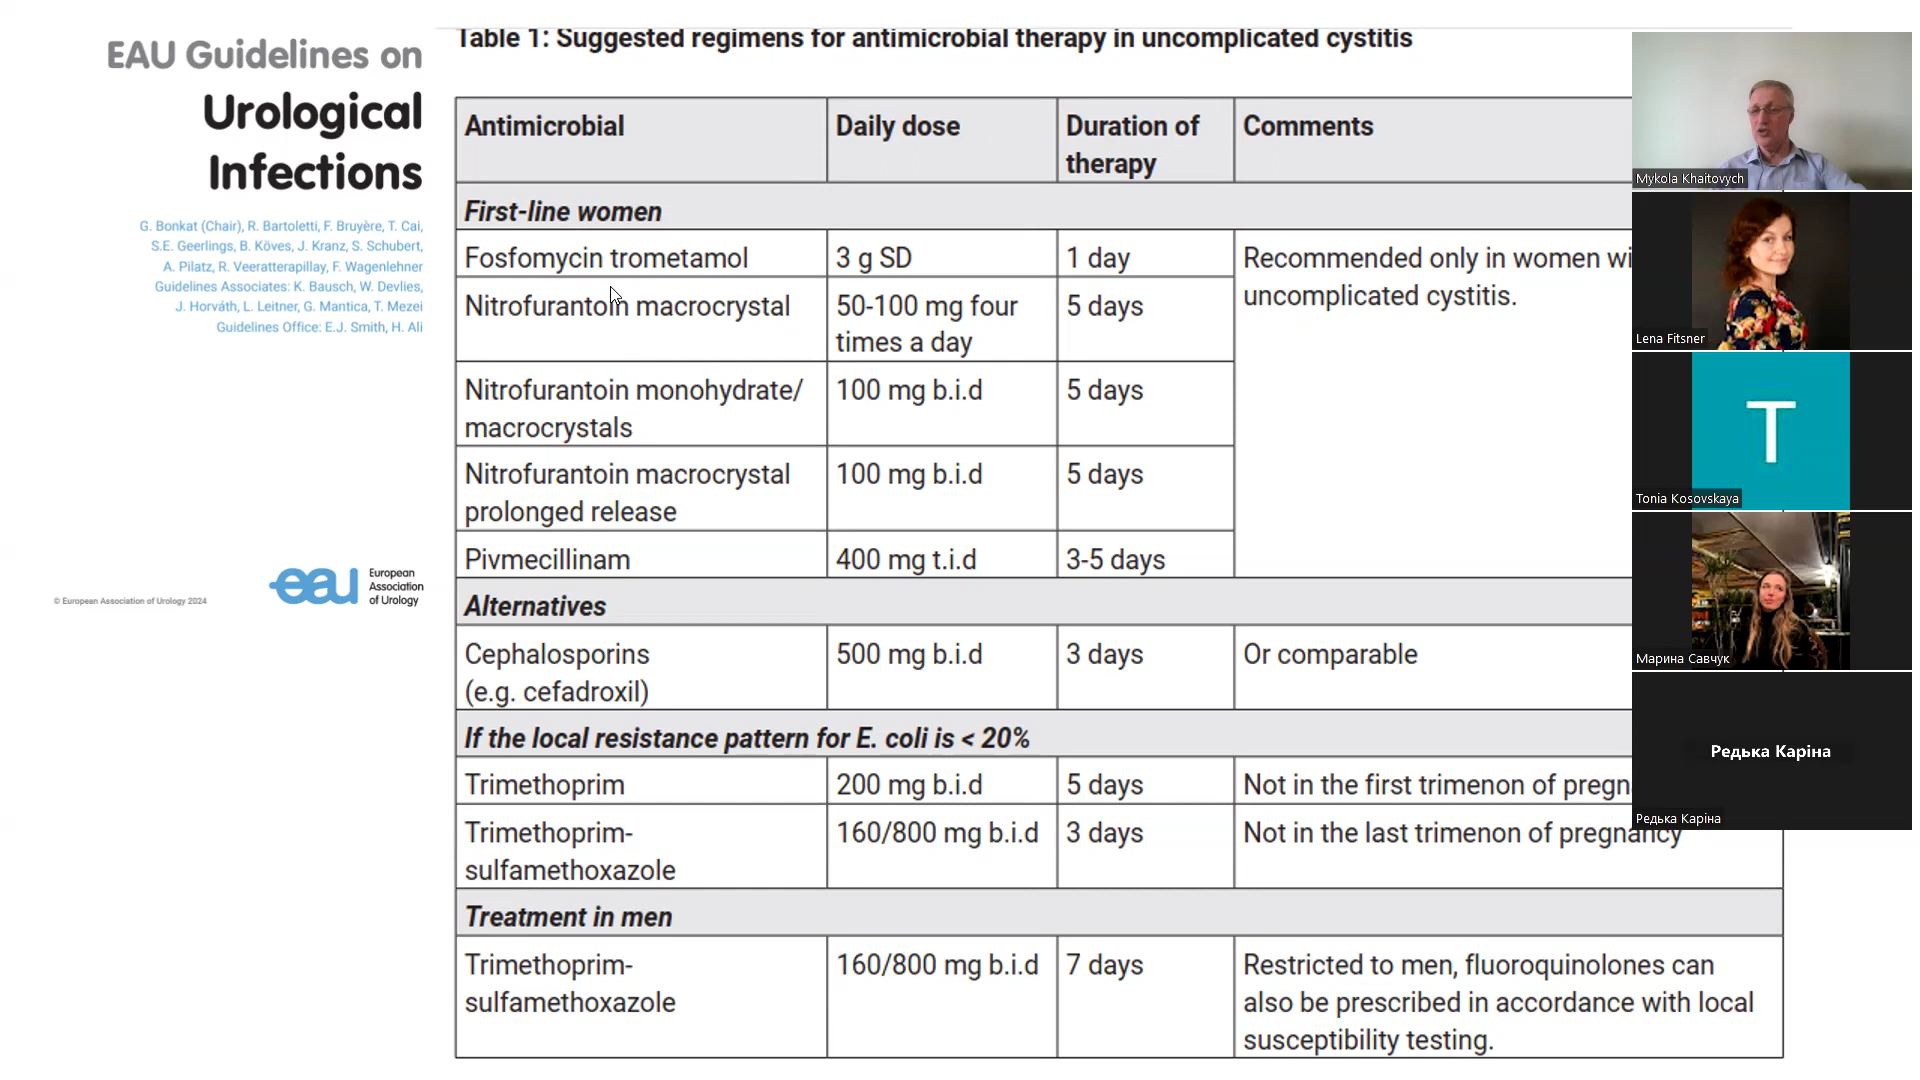 EAU Guidelines on
Urological
Infections
G. Bonkat (Chair), R. Bartoletti, F. Bruyère, T. Cai,
S.E. Geerlings, B. Köves, J. Kranz, S. Schubert,
A. Pilatz, R. Veeratterapillay, F. Wagenlehner
Guidelines Associates: K. Bausch, W. Devlies,
J. Horváth, L. Leitner, G. Mantica, T. Mezei
Guidelines Office: E.J. Smith, H. Ali
© European Association of Urology 2024
eau
European
Association
of Urology
Table 1: Suggested regimens for antimicrobial therapy in uncomplicated cystitis
Antimicrobial
Daily dose
Duration of
therapy
Comments
First-line women
Fosfomycin trometamol
3 g SD
1 day
Recommended only in women
uncomplicated cystitis.
Nitrofurantoin macrocrystal
50-100 mg four
times a day
5 days
Nitrofurantoin monohydrate/
macrocrystals
100 mg b.i.d
5 days
Nitrofurantoin macrocrystal
prolonged release
100 mg b.i.d
5 days
Pivmecillinam
400 mg t.i.d
3-5 days
Alternatives
Cephalosporins
(e.g. cefadroxil)
500 mg b.i.d
3 days
Or comparable
If the local resistance pattern for E. coli is < 20%
Trimethoprim
200 mg b.i.d
5 days
Not in the first trimenon of
Trimethoprim-
sulfamethoxazole
160/800 mg b.i.d
3 days
Not in the last trimenon of pregnancy
Treatment in men
Trimethoprim-
sulfamethoxazole
160/800 mg b.i.d
7 days
Restricted to men, fluoroquinolones can
also be prescribed in accordance with local
susceptibility testing.
Mykola Khaitovych
Lena Fitsner
T
Tonia Kosovskaya
Марина Савчук
Редька Каріна
Редька Каріна